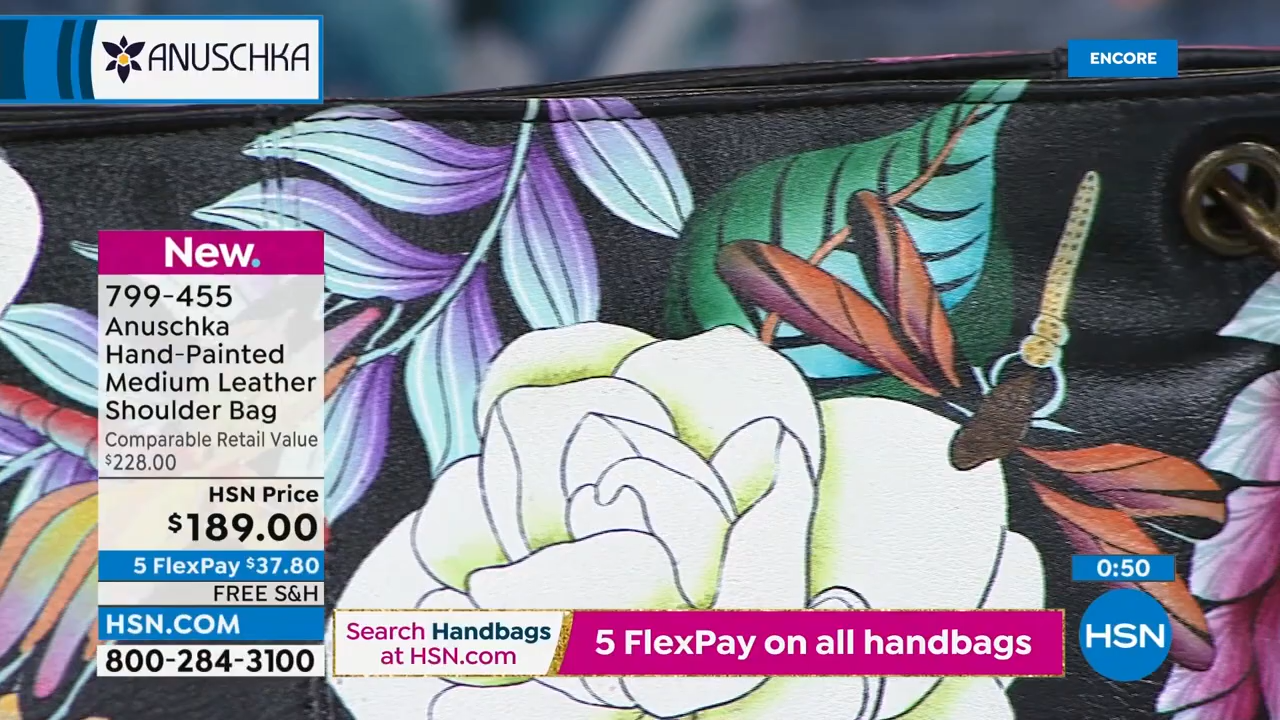 ANUSCHKA
ENCORE
New.
799-455
Anuschka
Hand-Painted
Medium Leather
Shoulder Bag
Comparable Retail Value
$228.00
HSN Price
$189.00
5 FlexPay $37.80
FREE S&H
HSN.COM
800-284-3100
Search Handbags
at HSN.com
5 FlexPay on all handbags
0:50
HSN